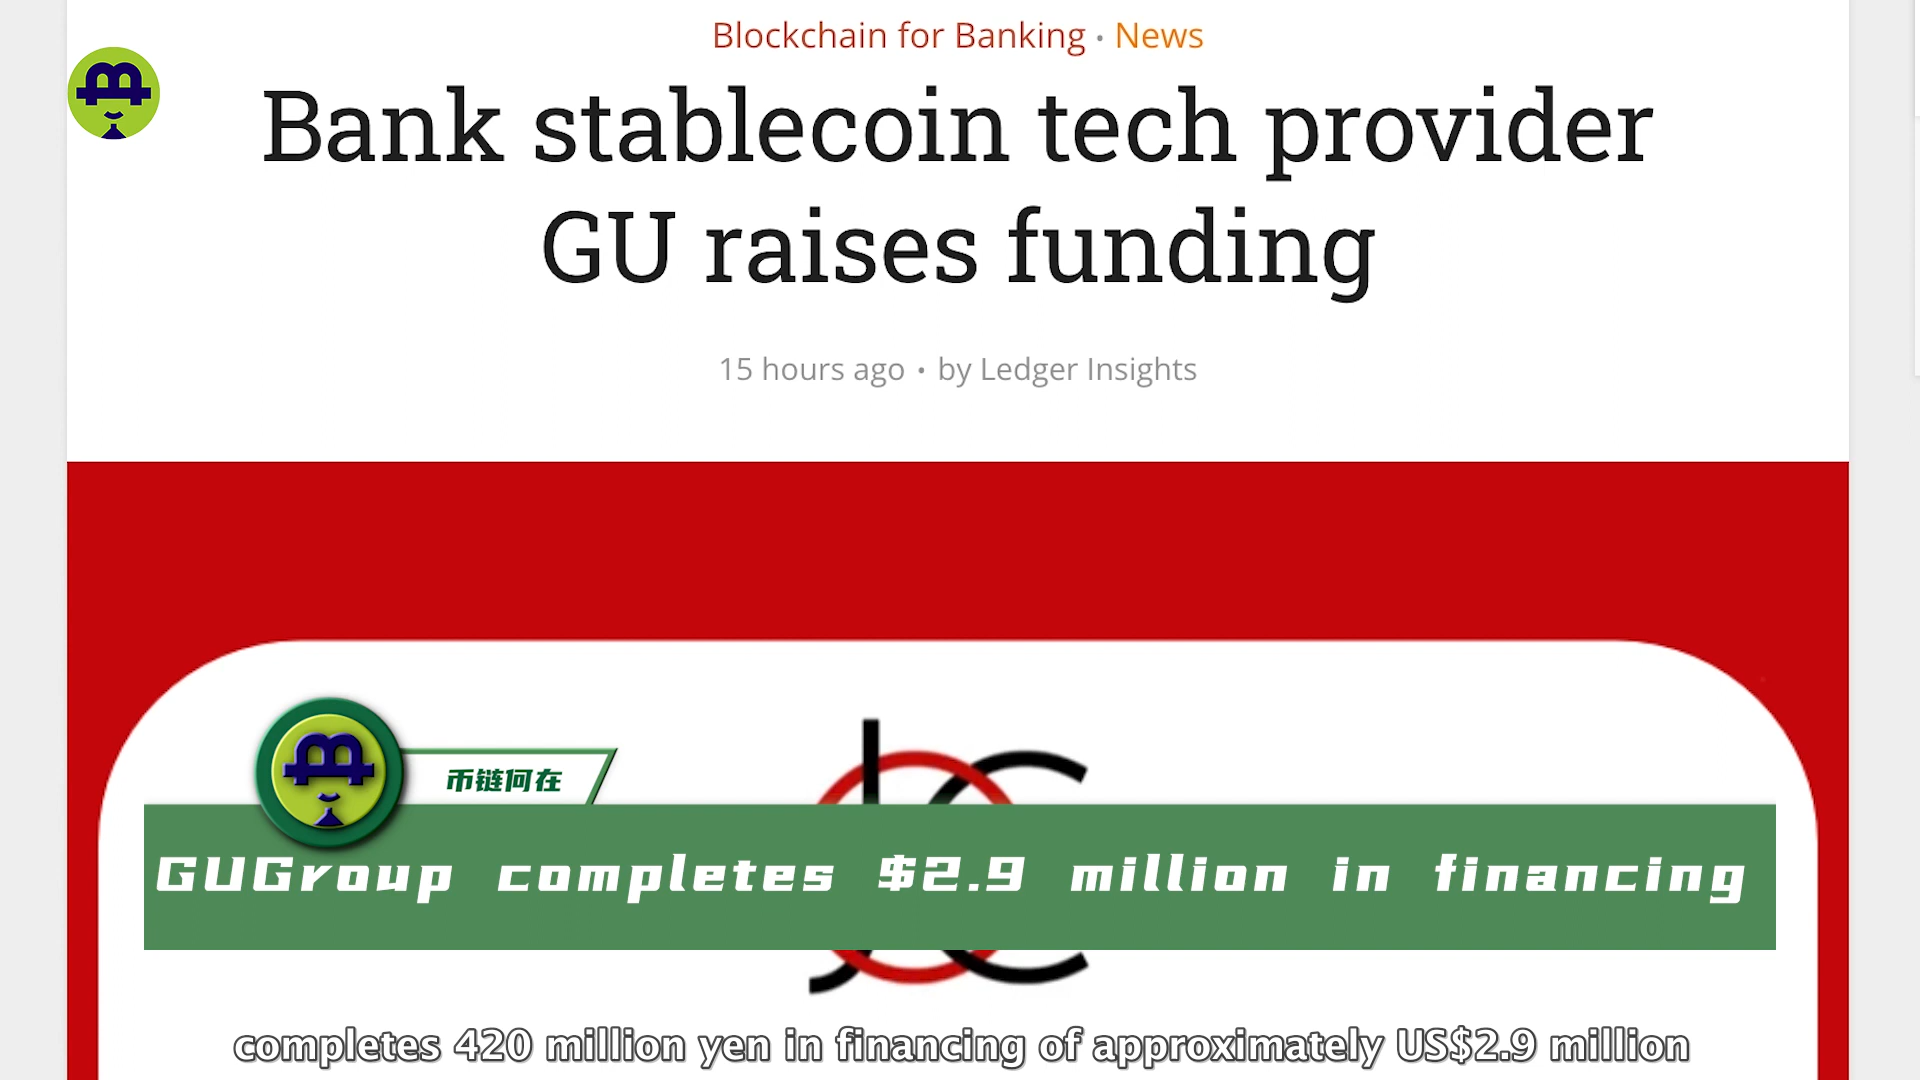 Blockchain for Banking • News
Bank stablecoin tech provider
GU raises funding
15 hours ago • by Ledger Insights
币链何在
GUGroup completes $2.9 million in financing
completes 420 million yen in financing of approximately US$2.9 million